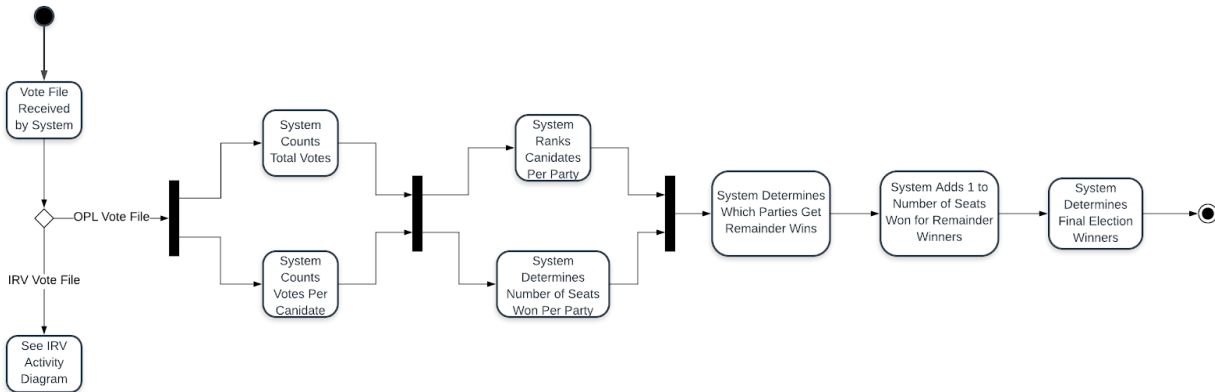 Vote File
Received
by System
OPL Vote File
IRV Vote File
See IRV
Activity
Diagram
System
Counts
Total Votes
System
Counts
Votes Per
Canidate
System
Ranks
Canidates
Per Party
System
Determines
Number of Seats
Won Per Party
System Determines
Which Parties Get
Remainder Wins
System Adds 1 to
Number of Seats
Won for Remainder
Winners
System
Determines
Final Election
Winners